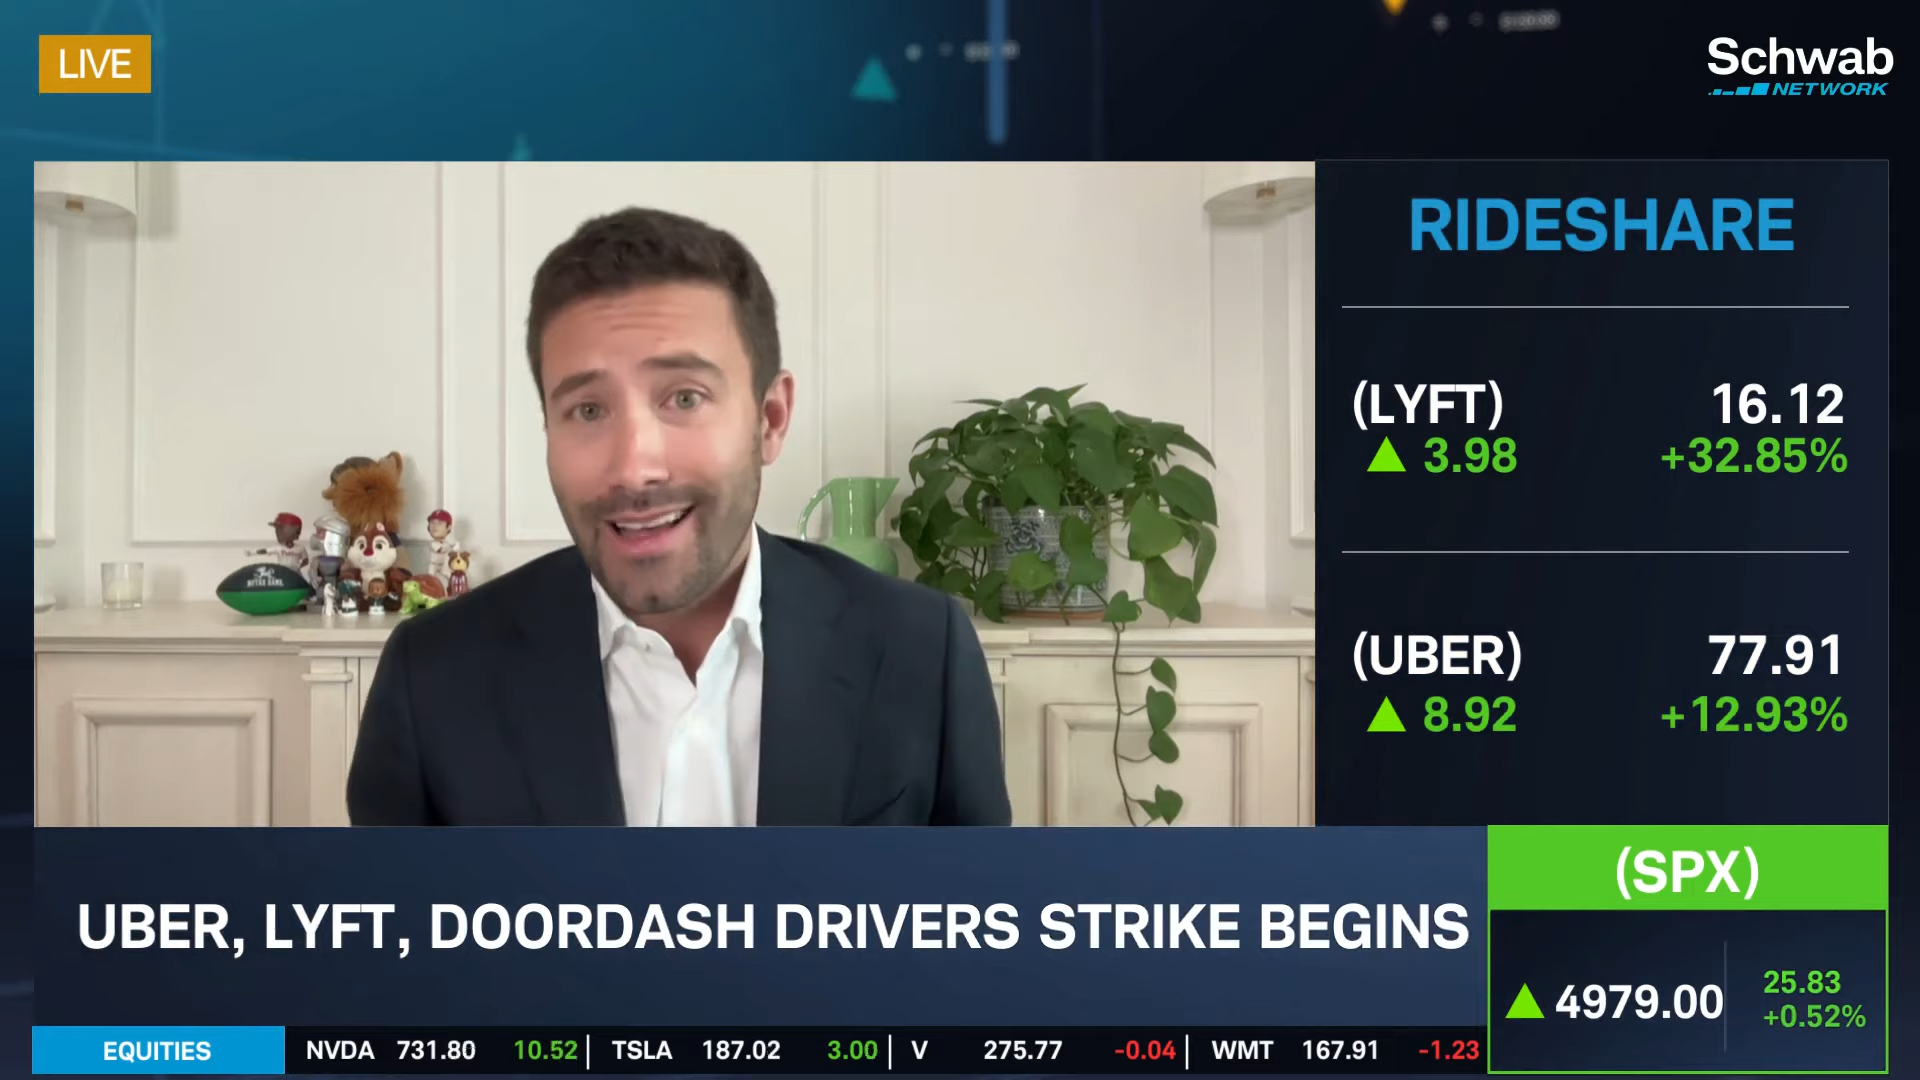 LIVE
Schwab
NETWORK
RIDESHARE
(LYFT) 16.12
▲ 3.98 +32.85%
(UBER) 77.91
▲ 8.92 +12.93%
NOTRE DAME
UBER, LYFT, DOORDASH DRIVERS STRIKE BEGINS
(SPX)
▲ 4979.00 25.83
+0.52%
EQUITIES NVDA 731.80 10.52 | TSLA 187.02 3.00 | V 275.77 -0.04 | WMT 167.91 -1.23